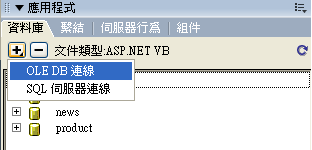 應用程式
資料庫 繫結 伺服器行爲 組件
文件類型:ASP.NET VB
OLE DB 連線
SQL 伺服器連線
news
product